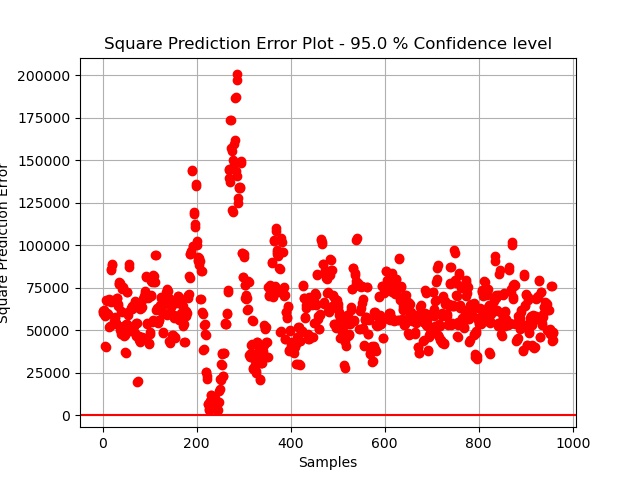 Square Prediction Error Plot - 95.0 % Confidence level
200000
175000
150000
125000
100000
75000
50000
25000
0
Square Prediction Error
0 200 400 600 800 1000
Samples